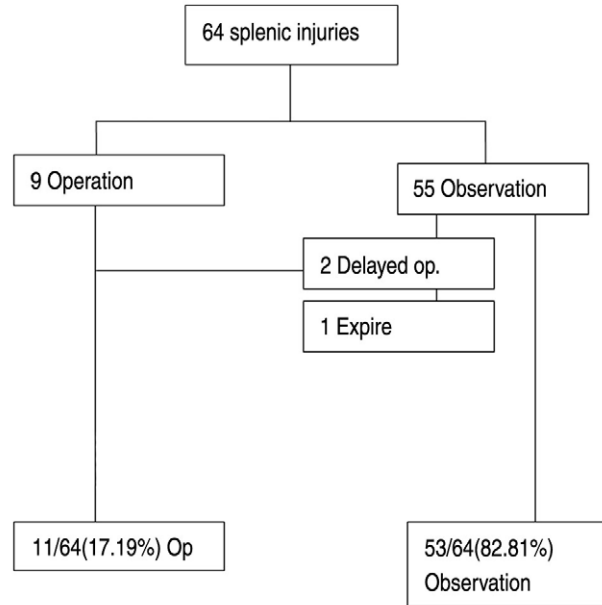 64 splenic injuries
9 Operation
55 Observation
2 Delayed op.
1 Expire
11/64(17.19%) Op
53/64(82.81%)
Observation